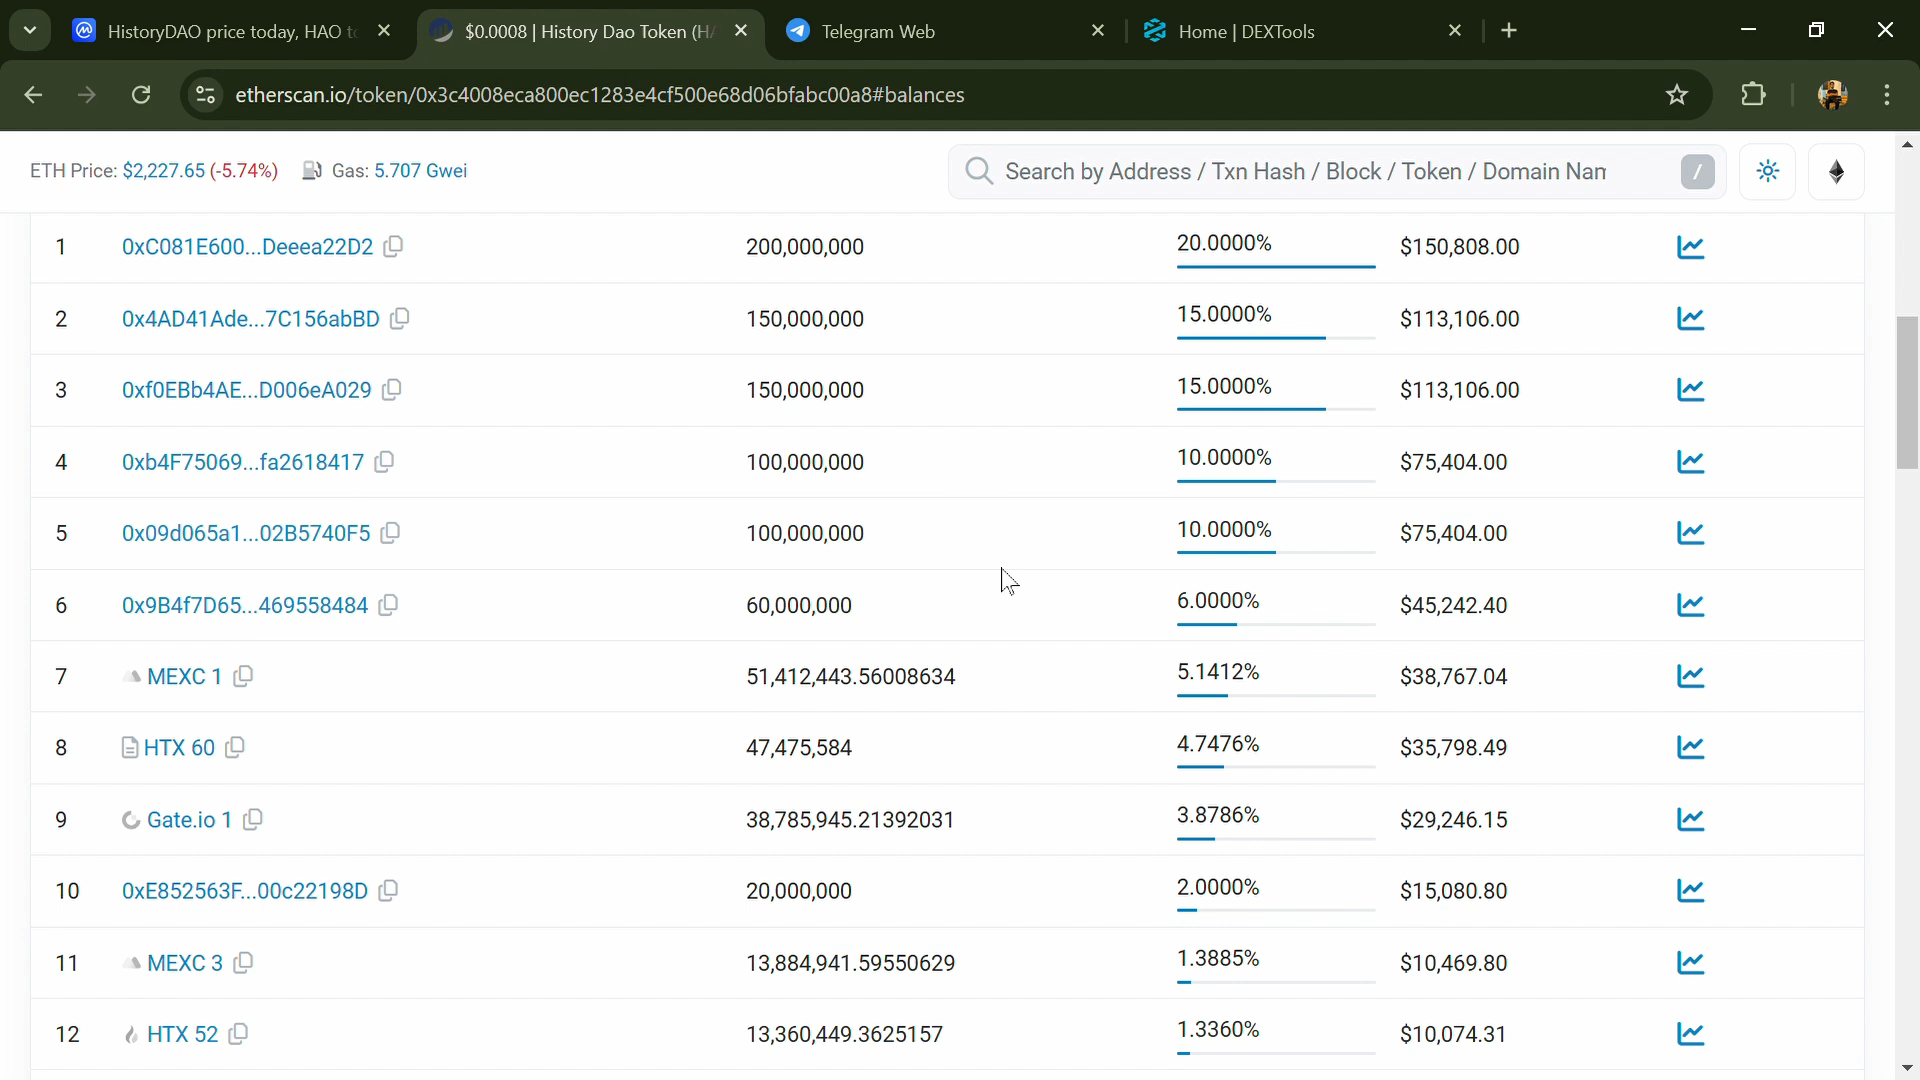 HistoryDAO price today, HAO to
$0.0008 | History Dao Token (HA
Telegram Web
Home | DEXTools
etherscan.io/token/0x3c4008eca800ec1283e4cf500e68d06bfabc00a8#balances
ETH Price: $2,227.65 (-5.74%) Gas: 5.707 Gwei
Search by Address / Txn Hash / Block / Token / Domain Nam
/
1 0xC081E600...Deeea22D2 200,000,000 20.0000% $150,808.00
2 0x4AD41Ade...7C156abBD 150,000,000 15.0000% $113,106.00
3 0xf0EBb4AE...D006eA029 150,000,000 15.0000% $113,106.00
4 0xb4F75069...fa2618417 100,000,000 10.0000% $75,404.00
5 0x09d065a1...02B5740F5 100,000,000 10.0000% $75,404.00
6 0x9B4f7D65...469558484 60,000,000 6.0000% $45,242.40
7 MEXC 1 51,412,443.56008634 5.1412% $38,767.04
8 HTX 60 47,475,584 4.7476% $35,798.49
9 Gate.io 1 38,785,945.21392031 3.8786% $29,246.15
10 0xE852563F...00c22198D 20,000,000 2.0000% $15,080.80
11 MEXC 3 13,884,941.59550629 1.3885% $10,469.80
12 HTX 52 13,360,449.3625157 1.3360% $10,074.31